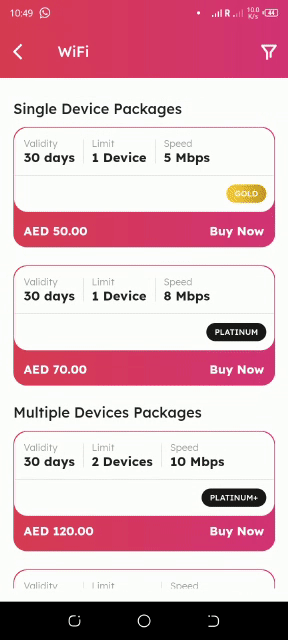 10:49 R 10.0 K/s 44
WiFi
Single Device Packages
Validity Limit Speed
30 days 1 Device 5 Mbps
GOLD
AED 50.00 Buy Now
Validity Limit Speed
30 days 1 Device 8 Mbps
PLATINUM
AED 70.00 Buy Now
Multiple Devices Packages
Validity Limit Speed
30 days 2 Devices 10 Mbps
PLATINUM+
AED 120.00 Buy Now
Validity Limit Speed